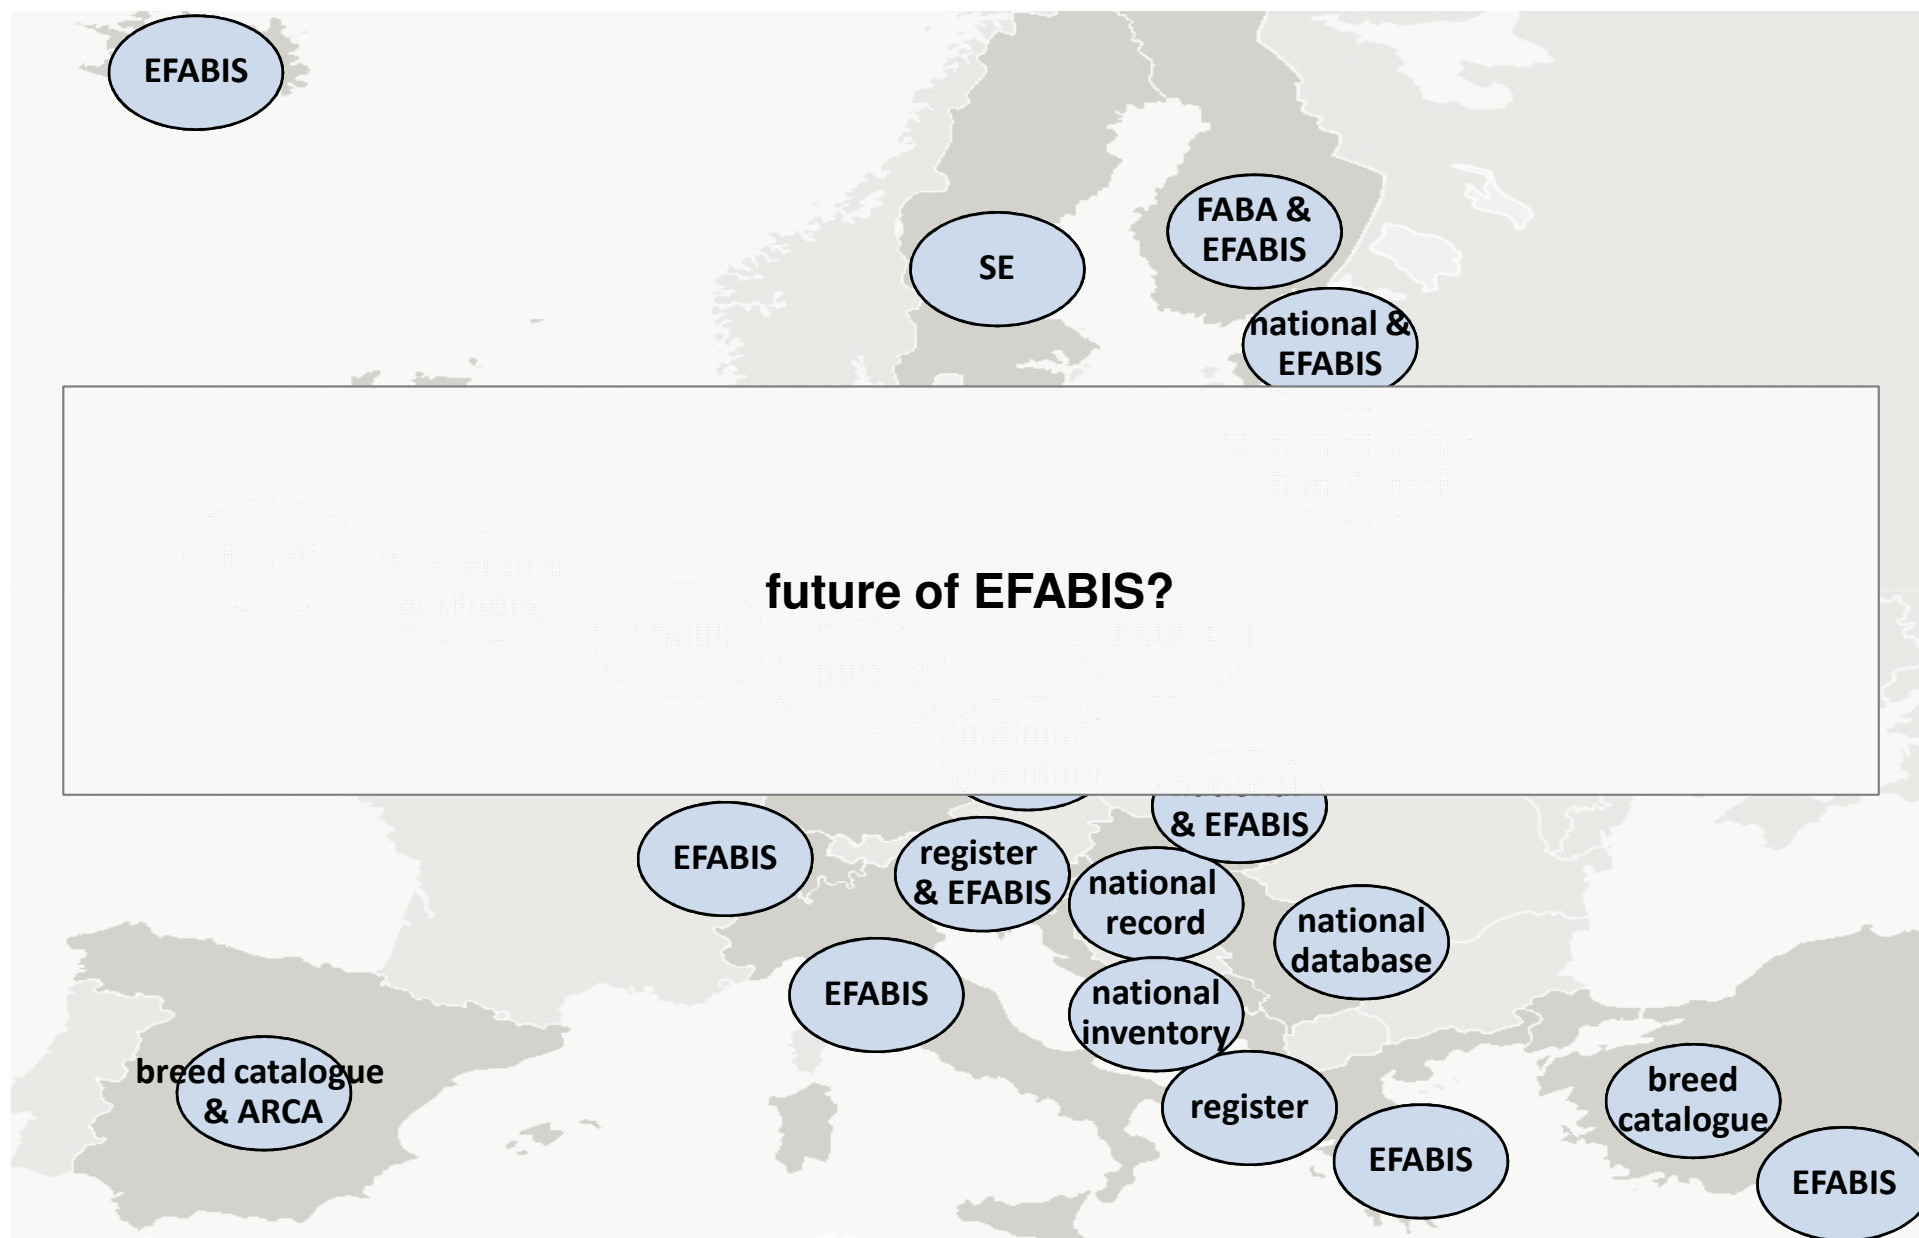 EFABIS
FABA &
EFABIS
SE
national &
EFABIS
future of EFABIS?
& EFABIS
EFABIS
register
& EFABIS
national
record
national
database
EFABIS
national
inventory
breed catalogue
& ARCA
register
breed
catalogue
EFABIS
EFABIS